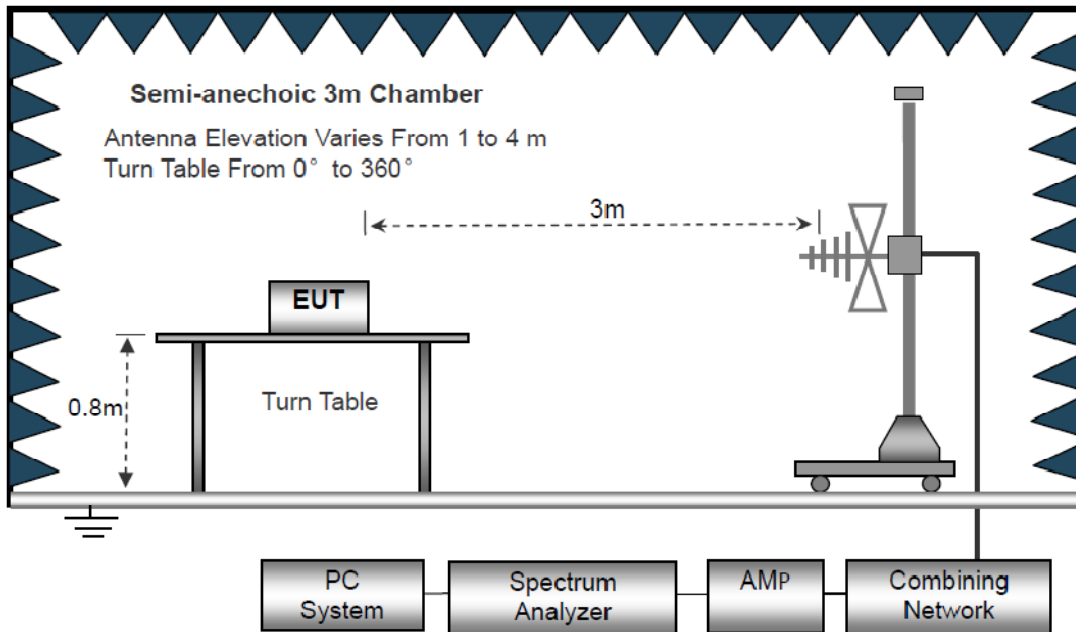 Semi-anechoic 3m Chamber
Antenna Elevation Varies From 1 to 4 m
Turn Table From 0° to 360°
3m
EUT
0.8m
Turn Table
PC
System
Spectrum
Analyzer
AMP
Combining
Network